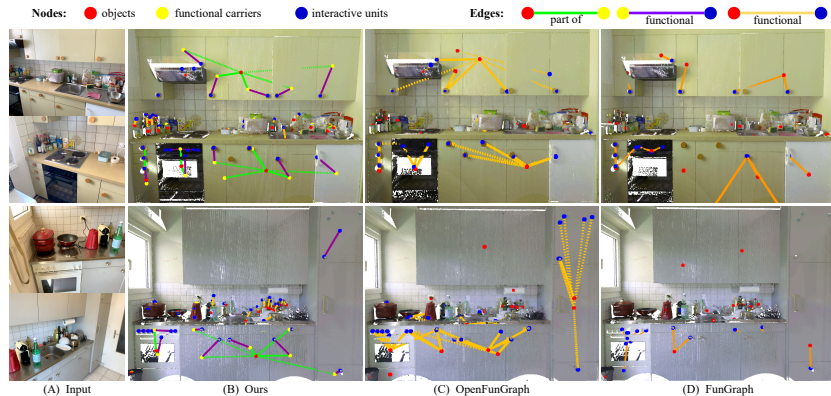 Nodes: objects functional carriers interactive units Edges: part of functional functional
(A) Input (B) Ours (C) OpenFunGraph (D) FunGraph